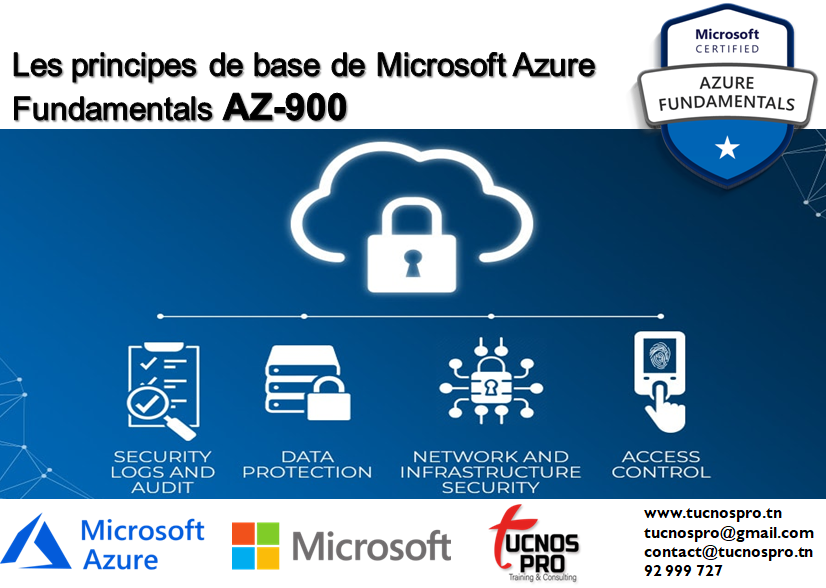 Les principes de base de Microsoft Azure
Fundamentals AZ-900
Microsoft
CERTIFIED
AZURE
FUNDAMENTALS
SECURITY
LOGS AND
AUDIT
DATA
PROTECTION
NETWORK AND
INFRASTRUCTURE
SECURITY
ACCESS
CONTROL
Microsoft
Azure
Microsoft
TUCNOS
PRO
Training & Consulting
www.tucnospro.tn
tucnospro@gmail.com
contact@tucnospro.tn
92 999 727